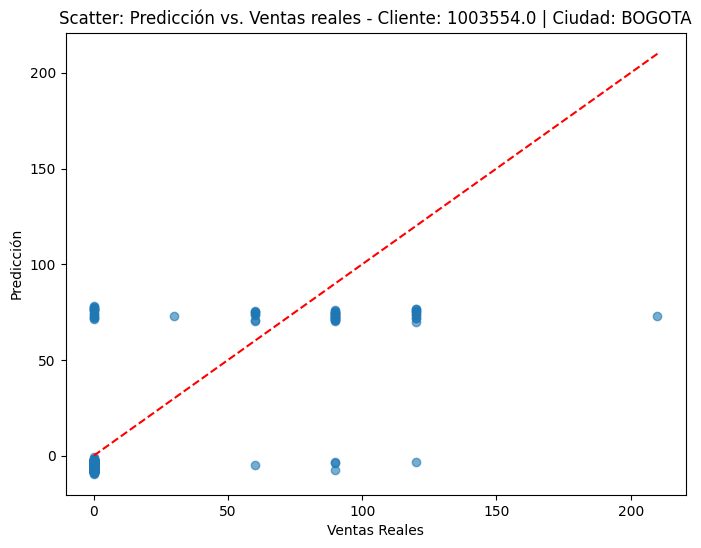 Scatter: Predicción vs. Ventas reales - Cliente: 1003554.0 | Ciudad: BOGOTA
200
150
100
50
0
Predicción
0 50 100 150 200
Ventas Reales